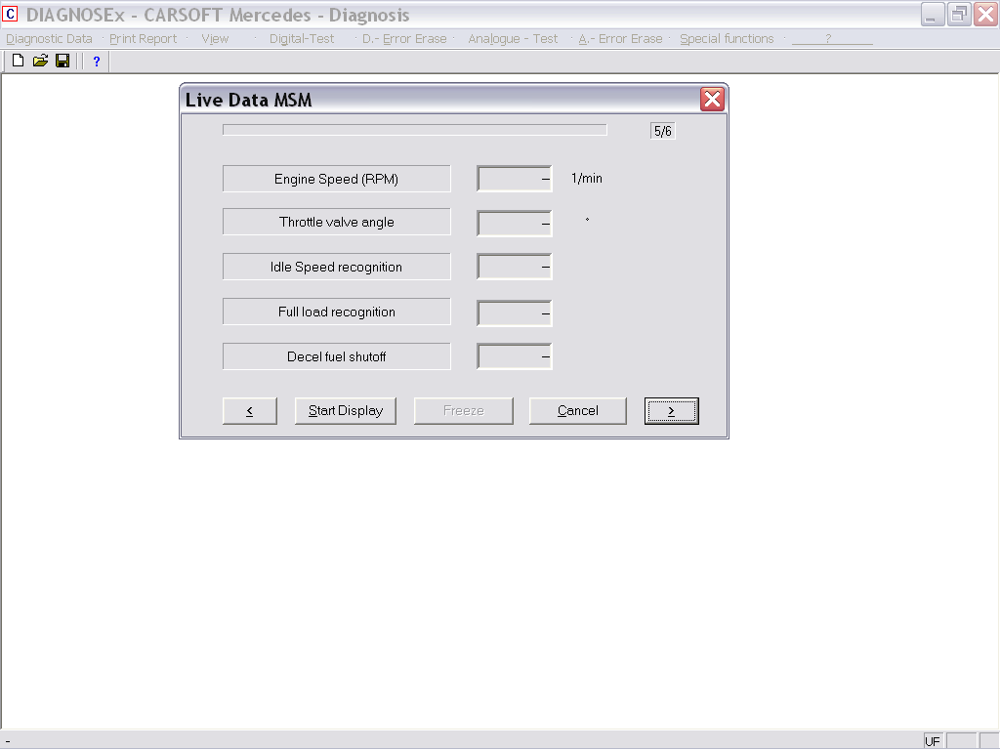 C DIAGNOSEx - CARSOFT Mercedes - Diagnosis
Diagnostic Data - Print Report - View - Digital-Test - D.- Error Erase - Analogue - Test - A.- Error Erase - Special functions - ______?______
?
Live Data MSM
5/6
Engine Speed (RPM) – 1/min
Throttle valve angle – °
Idle Speed recognition –
Full load recognition –
Decel fuel shutoff –
< Start Display Freeze Cancel >
- UF